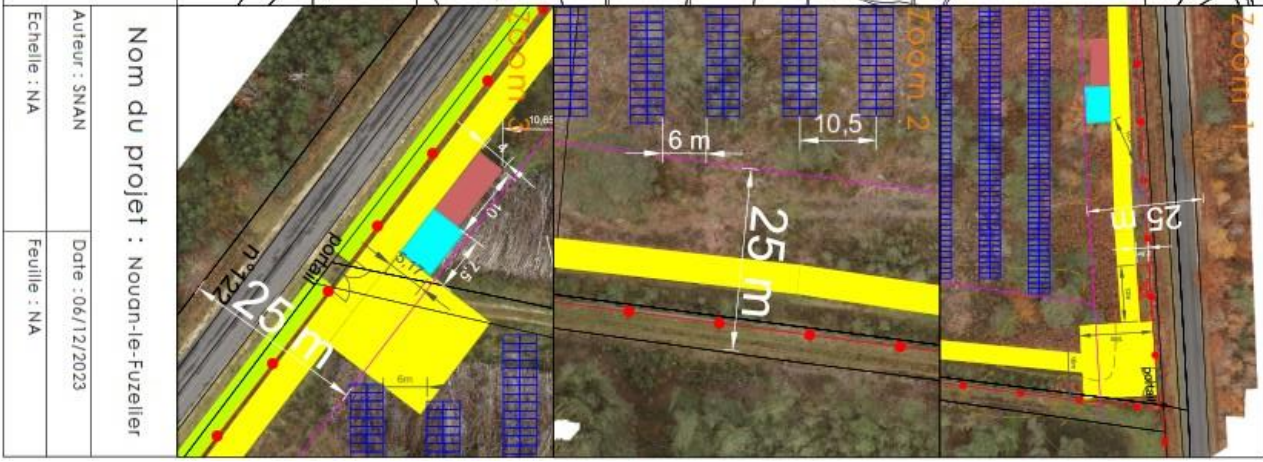 Nom du projet : Nouan-le-Fuzelier
Auteur : SNAN
Date : 06/12/2023
Echelle : NA
Feuille : NA
Zoom 3
10,65
4
10
7,5
5,17
portail
n°122
25 m
6m
Zoom 2
6 m
10,5
25 m
Zoom 1
25 m
portail